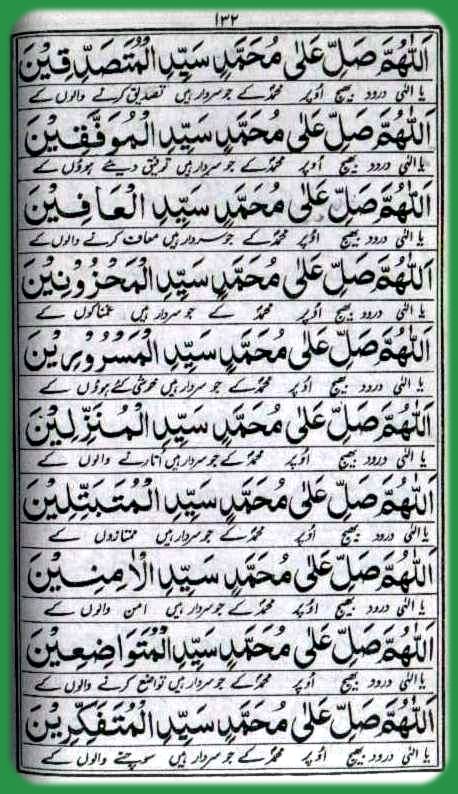 ۱۳۲
اَللّٰهُمَّ صَلِّ عَلٰى مُحَمَّدٍ سَيِّدِ الْمُتَصَدِّقِيْنَ
یا الٰہی درود بھیج اوپر محمدؐ کے جو سردار ہیں تصدیق کرنے والوں کے
اَللّٰهُمَّ صَلِّ عَلٰى مُحَمَّدٍ سَيِّدِ الْمُوَفَّقِيْنَ
یا الٰہی درود بھیج اوپر محمدؐ کے جو سردار ہیں توفیق دیئے ہوؤں کے
اَللّٰهُمَّ صَلِّ عَلٰى مُحَمَّدٍ سَيِّدِ الْعَافِيْنَ
یا الٰہی درود بھیج اوپر محمدؐ کے جو سردار ہیں معاف کرنے والوں کے
اَللّٰهُمَّ صَلِّ عَلٰى مُحَمَّدٍ سَيِّدِ الْمَحْزُوْنِيْنَ
یا الٰہی درود بھیج اوپر محمدؐ کے جو سردار ہیں غمناکوں کے
اَللّٰهُمَّ صَلِّ عَلٰى مُحَمَّدٍ سَيِّدِ الْمَسْرُوْرِيْنَ
یا الٰہی درود بھیج اوپر محمدؐ کے جو سردار ہیں خوشی کئے ہوؤں کے
اَللّٰهُمَّ صَلِّ عَلٰى مُحَمَّدٍ سَيِّدِ الْمُنَزِّلِيْنَ
یا الٰہی درود بھیج اوپر محمدؐ کے جو سردار ہیں اتارنے والوں کے
اَللّٰهُمَّ صَلِّ عَلٰى مُحَمَّدٍ سَيِّدِ الْمُتَبَتِّلِيْنَ
یا الٰہی درود بھیج اوپر محمدؐ کے جو سردار ہیں ممتازوں کے
اَللّٰهُمَّ صَلِّ عَلٰى مُحَمَّدٍ سَيِّدِ الْاٰمِنِيْنَ
یا الٰہی درود بھیج اوپر محمدؐ کے جو سردار ہیں امن والوں کے
اَللّٰهُمَّ صَلِّ عَلٰى مُحَمَّدٍ سَيِّدِ الْمُتَوَاضِعِيْنَ
یا الٰہی درود بھیج اوپر محمدؐ کے جو سردار ہیں تواضع کرنے والوں کے
اَللّٰهُمَّ صَلِّ عَلٰى مُحَمَّدٍ سَيِّدِ الْمُتَفَكِّرِيْنَ
یا الٰہی درود بھیج اوپر محمدؐ کے جو سردار ہیں سوچنے والوں کے